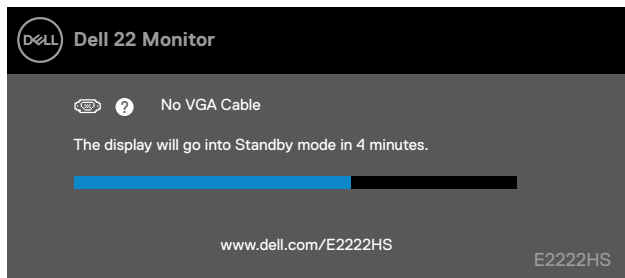 DELL Dell 22 Monitor
? No VGA Cable
The display will go into Standby mode in 4 minutes.
www.dell.com/E2222HS
E2222HS